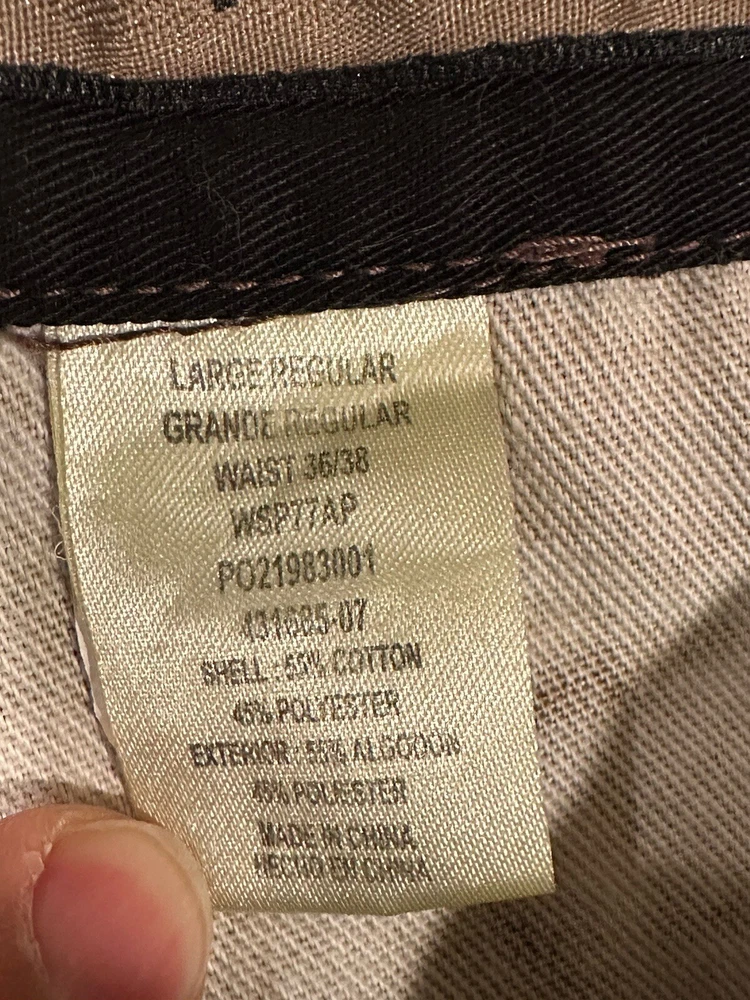 LARGE REGULAR
GRANDE REGULAR
WAIST 36/38
WSP77AP
PO21983001
431685-07
SHELL : 55% COTTON
45% POLYESTER
EXTERIOR : 55% ALGODON
45% POLIESTER
MADE IN CHINA
HECHO EN CHINA